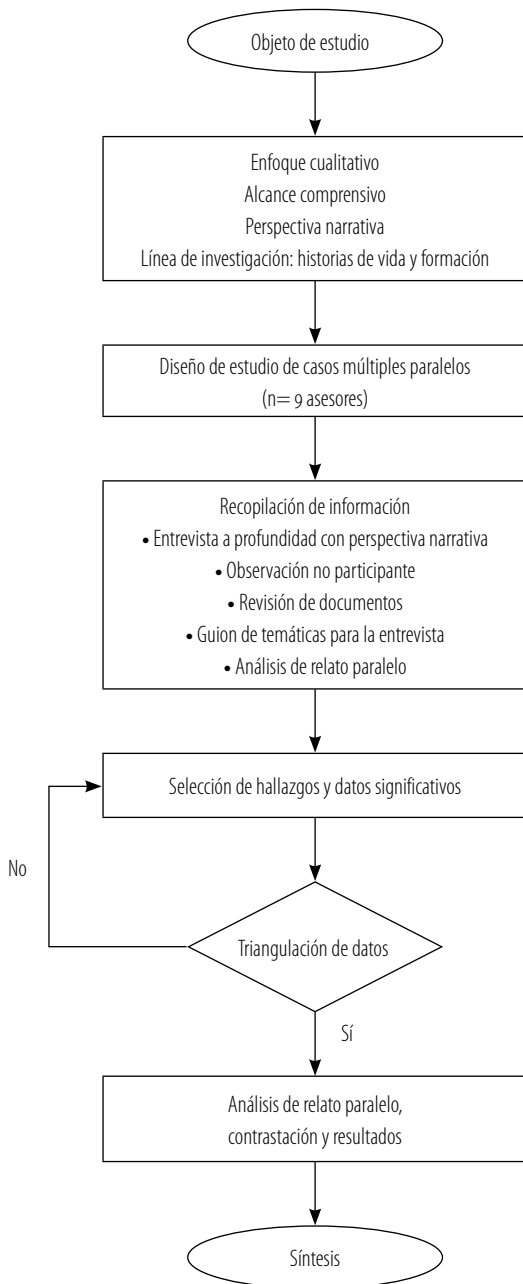 Objeto de estudio
Enfoque cualitativo
Alcance comprensivo
Perspectiva narrativa
Línea de investigación: historias de vida y formación
Diseño de estudio de casos múltiples paralelos
(n= 9 asesores)
Recopilación de información
• Entrevista a profundidad con perspectiva narrativa
• Observación no participante
• Revisión de documentos
• Guion de temáticas para la entrevista
• Análisis de relato paralelo
Selección de hallazgos y datos significativos
No
Triangulación de datos
Sí
Análisis de relato paralelo,
contrastación y resultados
Síntesis